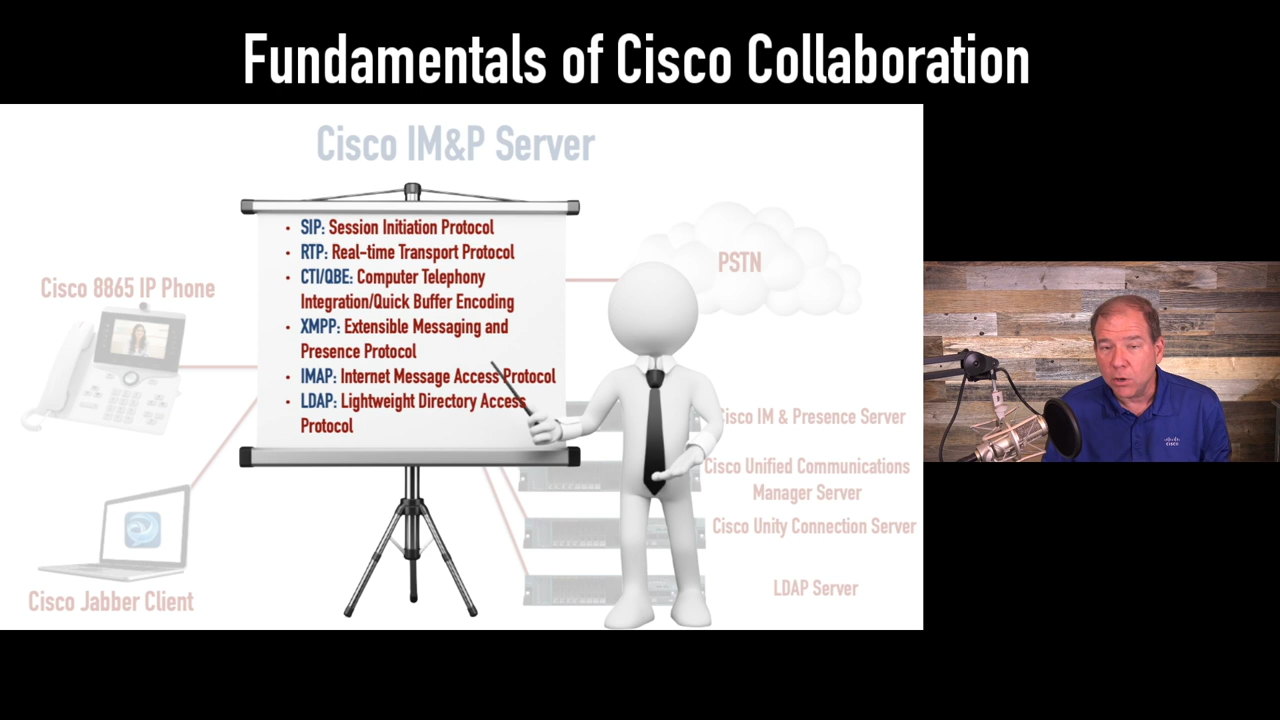 Fundamentals of Cisco Collaboration
Cisco IM&P Server
• SIP: Session Initiation Protocol
• RTP: Real-time Transport Protocol
• CTI/QBE: Computer Telephony
Integration/Quick Buffer Encoding
• XMPP: Extensible Messaging and
Presence Protocol
• IMAP: Internet Message Access Protocol
• LDAP: Lightweight Directory Access
Protocol
PSTN
Cisco 8865 IP Phone
Cisco IM & Presence Server
Cisco Unified Communications
Manager Server
Cisco Unity Connection Server
LDAP Server
Cisco Jabber Client
cisco